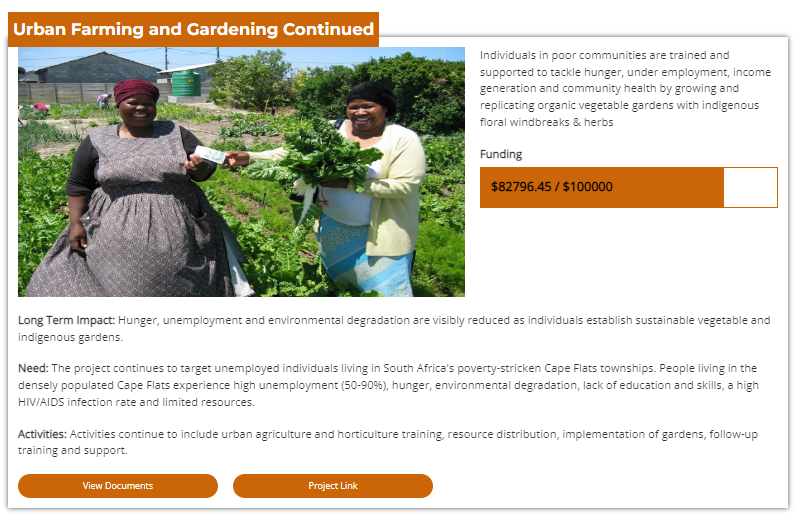 Urban Farming and Gardening Continued
Individuals in poor communities are trained and
supported to tackle hunger, under employment, income
generation and community health by growing and
replicating organic vegetable gardens with indigenous
floral windbreaks & herbs
Funding
$82796.45 / $100000
Long Term Impact: Hunger, unemployment and environmental degradation are visibly reduced as individuals establish sustainable vegetable and
indigenous gardens.
Need: The project continues to target unemployed individuals living in South Africa's poverty-stricken Cape Flats townships. People living in the
densely populated Cape Flats experience high unemployment (50-90%), hunger, environmental degradation, lack of education and skills, a high
HIV/AIDS infection rate and limited resources.
Activities: Activities continue to include urban agriculture and horticulture training, resource distribution, implementation of gardens, follow-up
training and support.
View Documents
Project Link